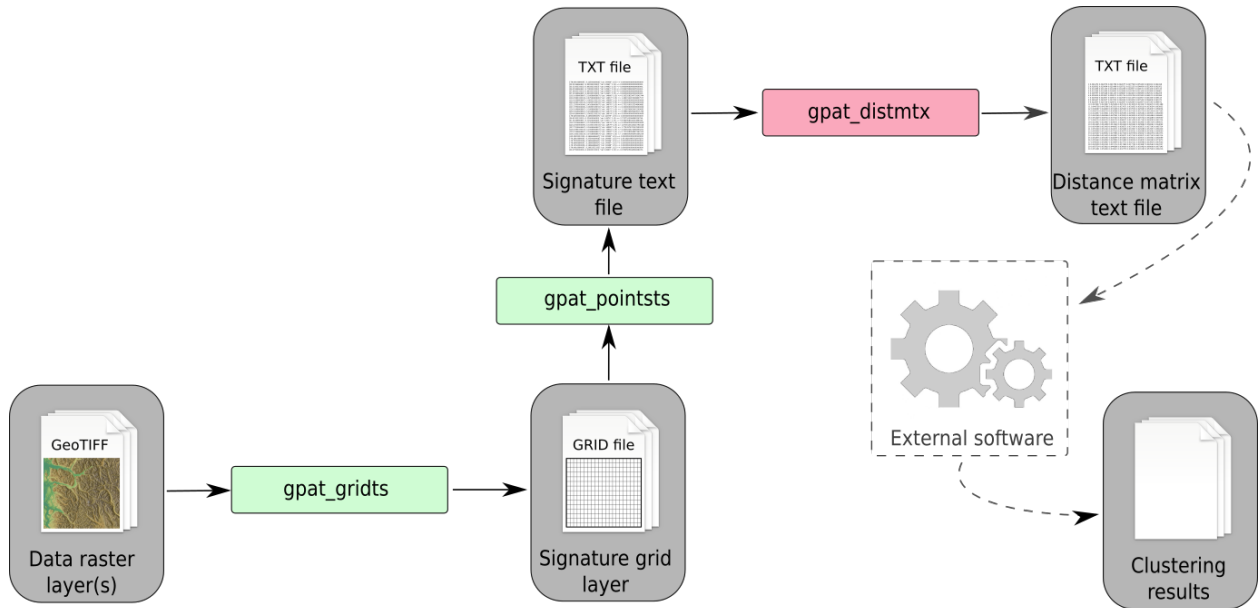 TXT file
Signature text
file
gpat_distmtx
TXT file
Distance matrix
text file
gpat_pointsts
External software
GeoTIFF
Data raster
layer(s)
gpat_gridts
GRID file
Signature grid
layer
Clustering
results